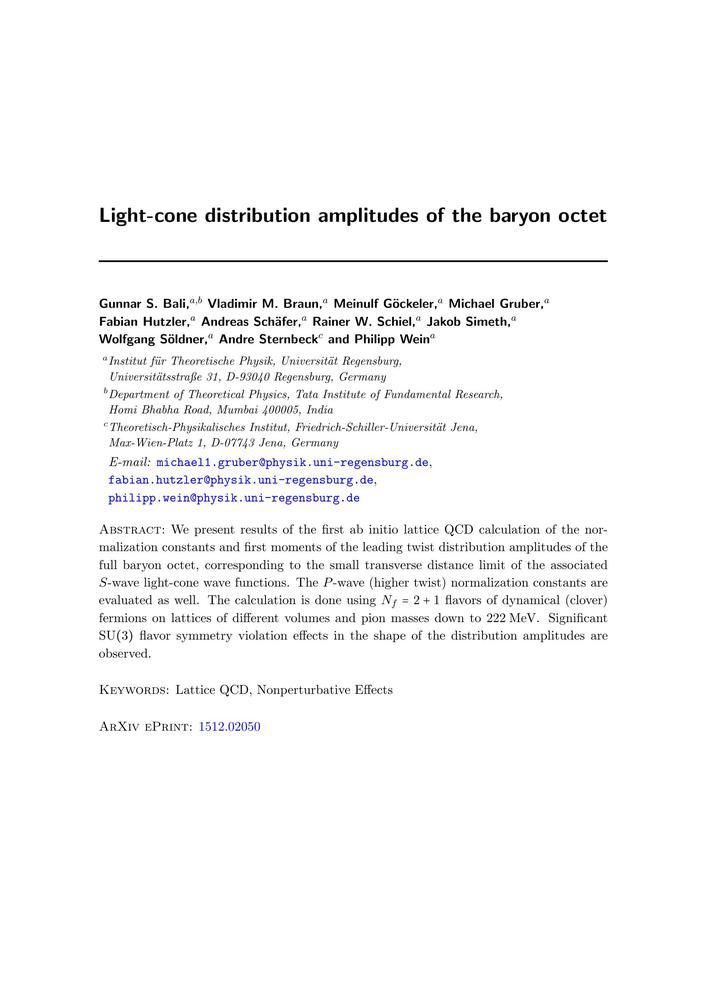 Light-cone distribution amplitudes of the baryon octet
Gunnar S. Bali,a,b Vladimir M. Braun,a Meinulf Göckeler,a Michael Gruber,a
Fabian Hutzler,a Andreas Schäfer,a Rainer W. Schiel,a Jakob Simeth,a
Wolfgang Söldner,a Andre Sternbeckc and Philipp Weina
aInstitut für Theoretische Physik, Universität Regensburg,
Universitätsstraße 31, D-93040 Regensburg, Germany
bDepartment of Theoretical Physics, Tata Institute of Fundamental Research,
Homi Bhabha Road, Mumbai 400005, India
cTheoretisch-Physikalisches Institut, Friedrich-Schiller-Universität Jena,
Max-Wien-Platz 1, D-07743 Jena, Germany
E-mail: michael1.gruber@physik.uni-regensburg.de,
fabian.hutzler@physik.uni-regensburg.de,
philipp.wein@physik.uni-regensburg.de
Abstract: We present results of the first ab initio lattice QCD calculation of the nor-
malization constants and first moments of the leading twist distribution amplitudes of the
full baryon octet, corresponding to the small transverse distance limit of the associated
S-wave light-cone wave functions. The P-wave (higher twist) normalization constants are
evaluated as well. The calculation is done using Nf = 2 + 1 flavors of dynamical (clover)
fermions on lattices of different volumes and pion masses down to 222 MeV. Significant
SU(3) flavor symmetry violation effects in the shape of the distribution amplitudes are
observed.
Keywords: Lattice QCD, Nonperturbative Effects
ArXiv ePrint: 1512.02050